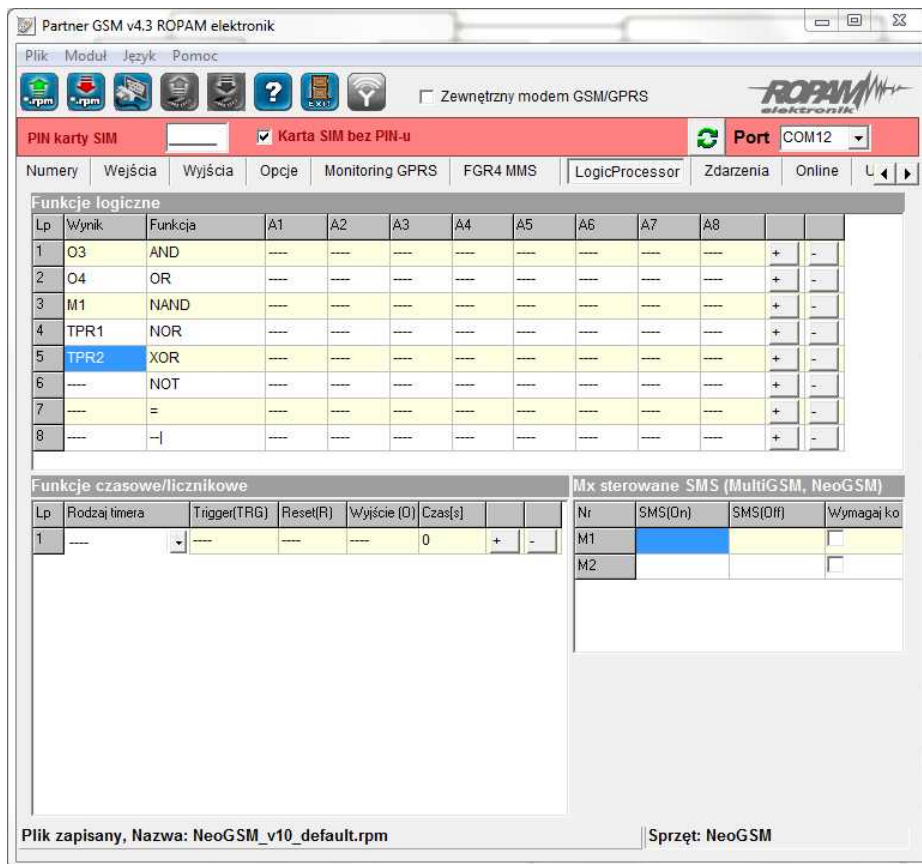 Partner GSM v4.3 ROPAM elektronik
Plik Moduł Język Pomoc
.rpm .rpm ? EXIT Zewnętrzny modem GSM/GPRS ROPAM elektronik
PIN karty SIM Karta SIM bez PIN-u Port COM12
Numery Wejścia Wyjścia Opcje Monitoring GPRS FGR4 MMS LogicProcessor Zdarzenia Online U
Funkcje logiczne
Lp Wynik Funkcja A1 A2 A3 A4 A5 A6 A7 A8
1 O3 AND ---- ---- ---- ---- ---- ---- ---- ---- + -
2 O4 OR ---- ---- ---- ---- ---- ---- ---- ---- + -
3 M1 NAND ---- ---- ---- ---- ---- ---- ---- ---- + -
4 TPR1 NOR ---- ---- ---- ---- ---- ---- ---- ---- + -
5 TPR2 XOR ---- ---- ---- ---- ---- ---- ---- ---- + -
6 ---- NOT ---- ---- ---- ---- ---- ---- ---- ---- + -
7 ---- = ---- ---- ---- ---- ---- ---- ---- ---- + -
8 ---- --| ---- ---- ---- ---- ---- ---- ---- ---- + -
Funkcje czasowe/licznikowe
Lp Rodzaj timera Trigger(TRG) Reset(R) Wyjście (O) Czas[s]
1 ---- ---- ---- ---- 0 + -
Mx sterowane SMS (MultiGSM, NeoGSM)
Nr SMS(On) SMS(Off) Wymagaj ko
M1
M2
Plik zapisany, Nazwa: NeoGSM_v10_default.rpm Sprzęt: NeoGSM